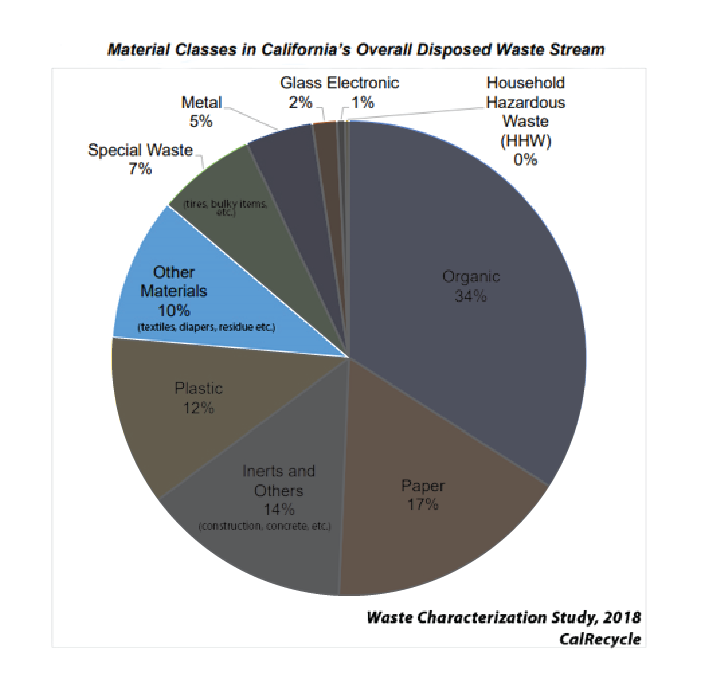 Material Classes in California's Overall Disposed Waste Stream
Glass Electronic
2% 1%
Household
Hazardous
Waste
(HHW)
0%
Metal
5%
Special Waste
7%
(tires, bulky items,
etc.)
Other
Materials
10%
(textiles, diapers, residue etc.)
Organic
34%
Plastic
12%
Inerts and
Others
14%
(construction, concrete, etc.)
Paper
17%
Waste Characterization Study, 2018
CalRecycle